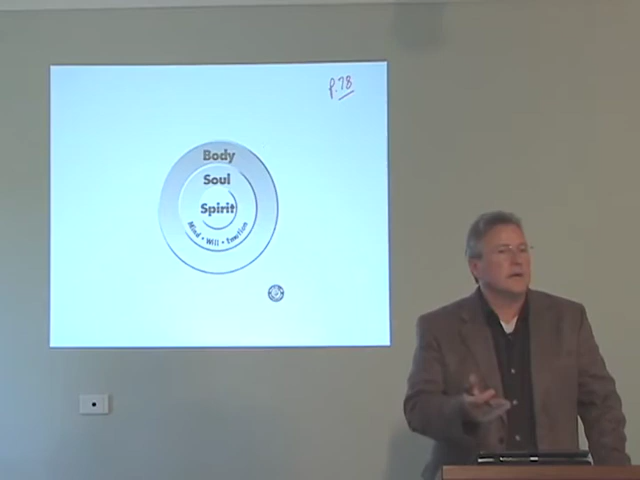 p.78
Body
Soul
Spirit
Mind • Will • Emotion